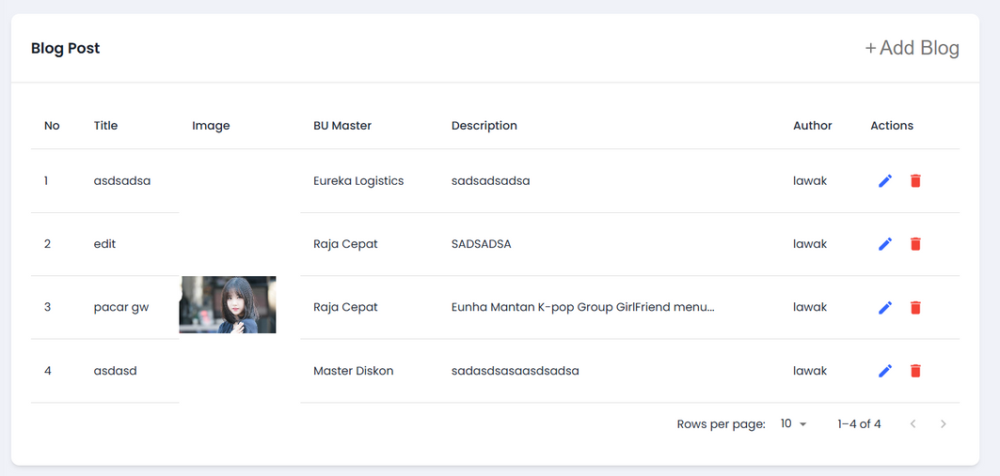 Blog Post
+ Add Blog
No Title Image BU Master Description Author Actions
1 asdsadsa Eureka Logistics sadsadsadsa lawak
2 edit Raja Cepat SADSADSA lawak
3 pacar gw Raja Cepat Eunha Mantan K-pop Group GirlFriend menu... lawak
4 asdasd Master Diskon sadasdsasaasdsadsa lawak
Rows per page: 10 1–4 of 4